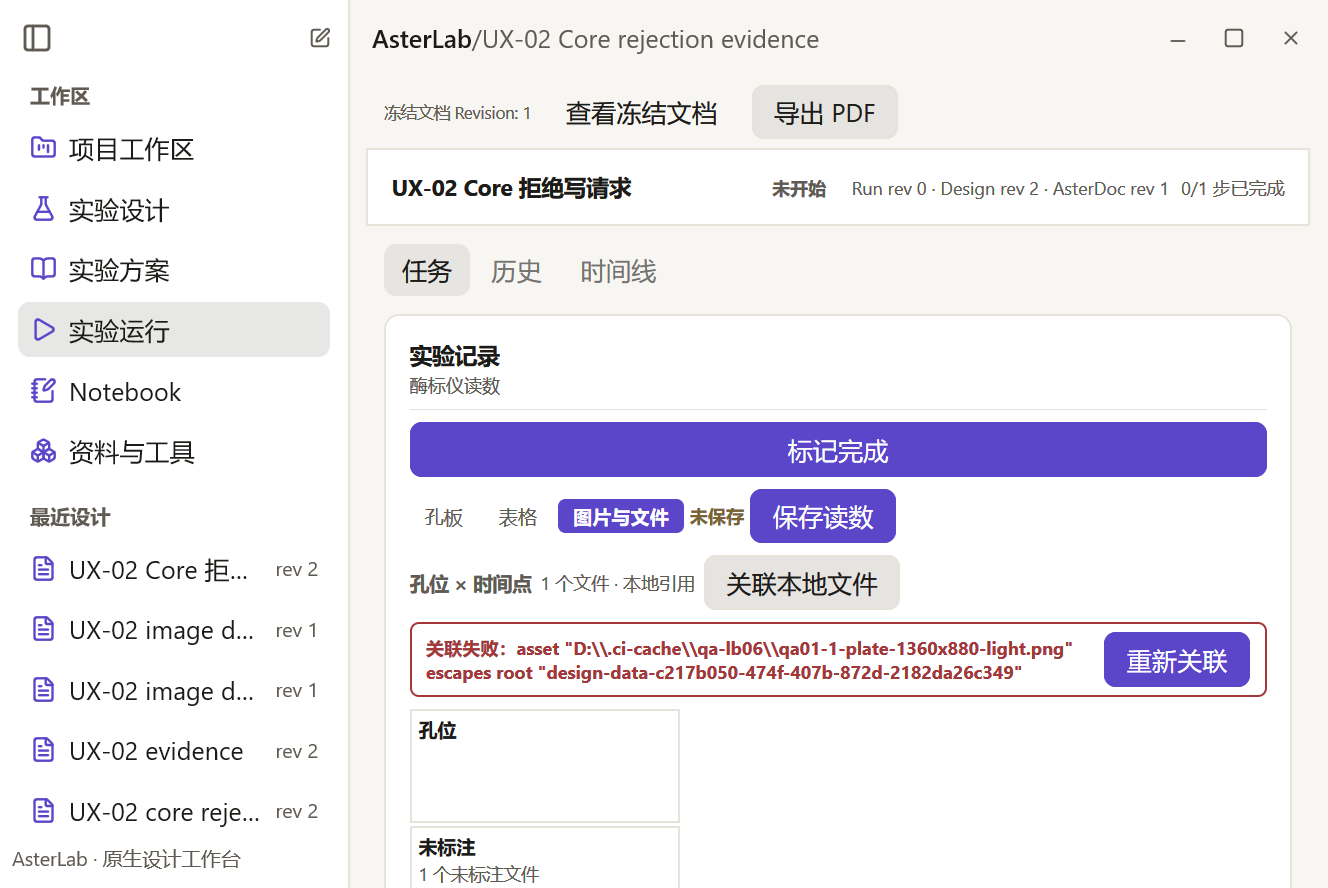 AsterLab/UX-02 Core rejection evidence
工作区
项目工作区
实验设计
实验方案
实验运行
Notebook
资料与工具
最近设计
UX-02 Core 拒... rev 2
UX-02 image d... rev 1
UX-02 image d... rev 1
UX-02 evidence rev 2
UX-02 core reje... rev 2
AsterLab · 原生设计工作台
冻结文档 Revision: 1 查看冻结文档 导出 PDF
UX-02 Core 拒绝写请求 未开始 Run rev 0 · Design rev 2 · AsterDoc rev 1 0/1 步已完成
任务 历史 时间线
实验记录
酶标仪读数
标记完成
孔板 表格 图片与文件 未保存 保存读数
孔位 × 时间点 1 个文件 · 本地引用 关联本地文件
关联失败：asset "D:\\.ci-cache\\qa-lb06\\qa01-1-plate-1360x880-light.png"
escapes root "design-data-c217b050-474f-407b-872d-2182da26c349"
重新关联
孔位
未标注
1 个未标注文件